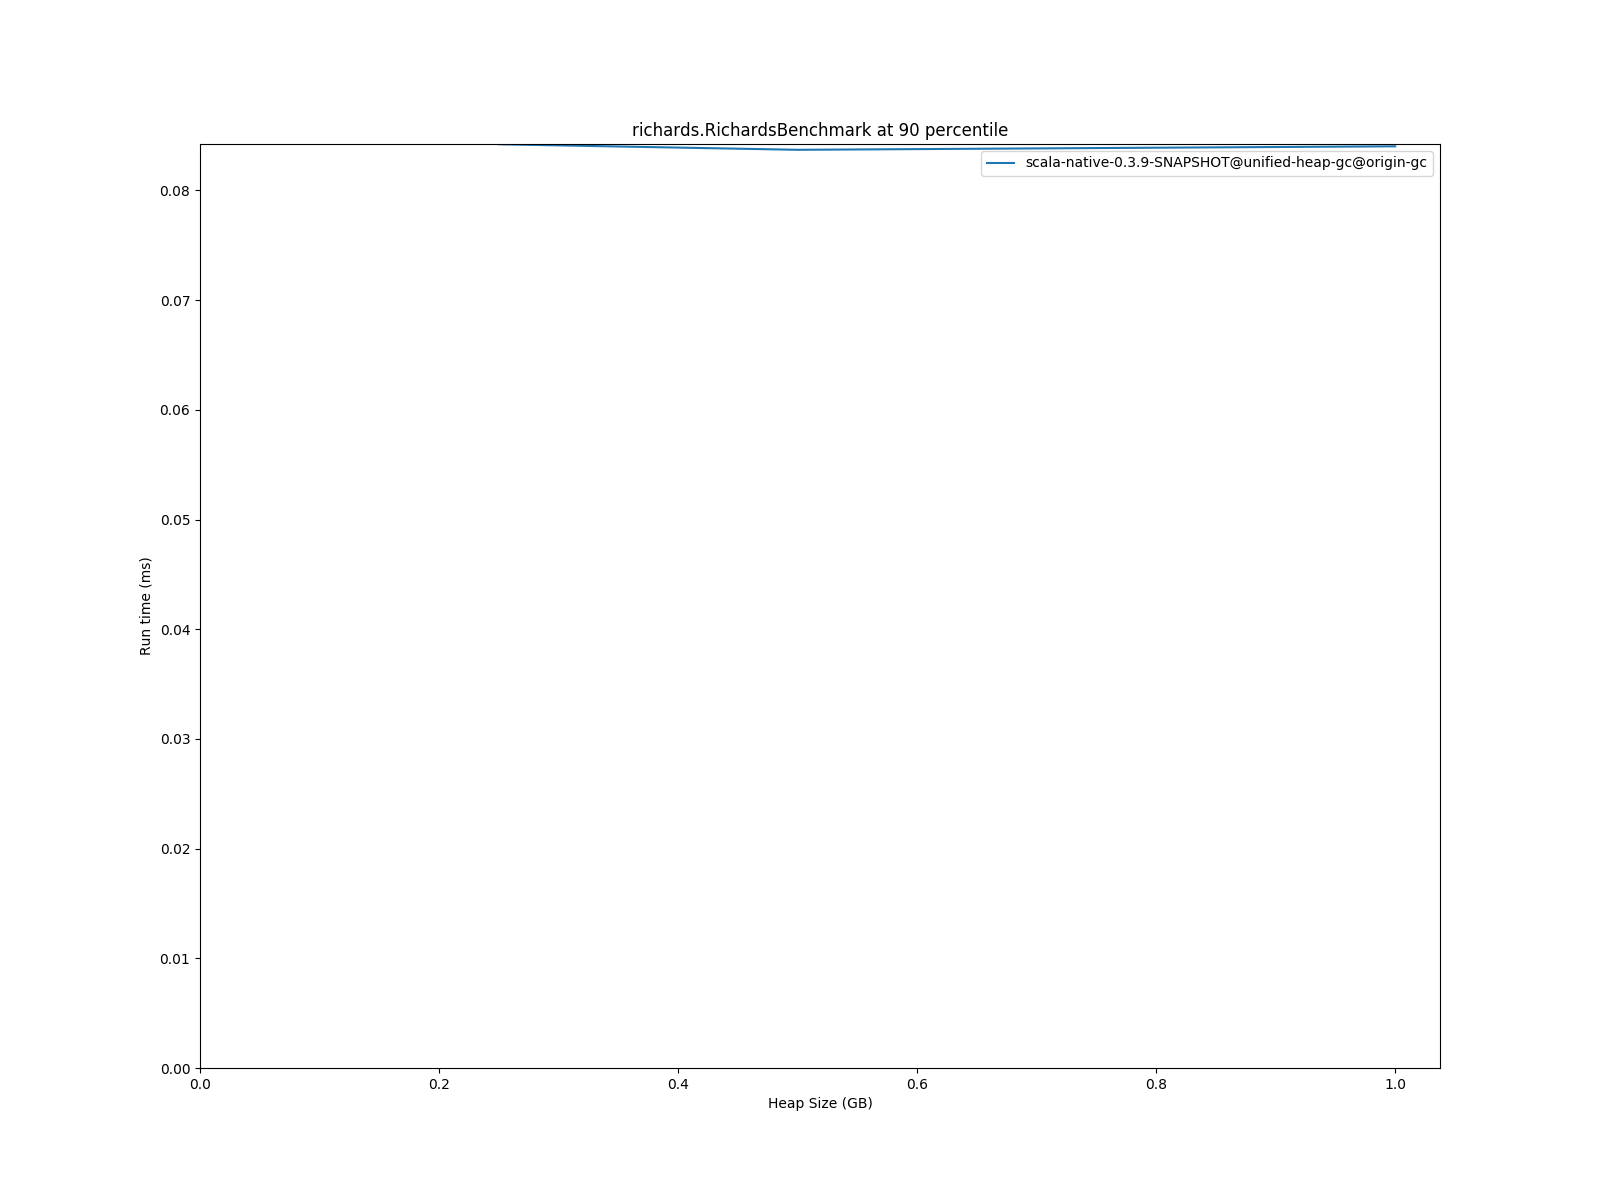 richards.RichardsBenchmark at 90 percentile
scala-native-0.3.9-SNAPSHOT@unified-heap-gc@origin-gc
0.08
0.07
0.06
0.05
0.04
0.03
0.02
0.01
0.00
Run time (ms)
0.0 0.2 0.4 0.6 0.8 1.0
Heap Size (GB)